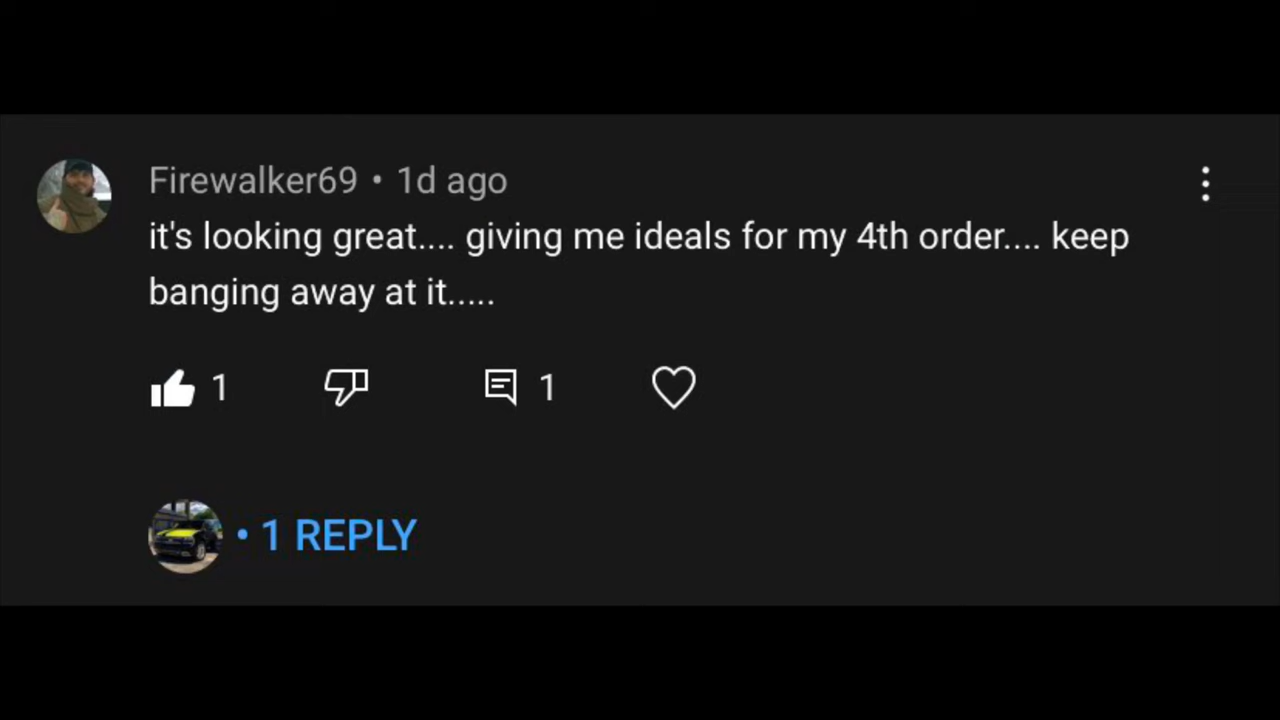 Firewalker69 • 1d ago
it's looking great.... giving me ideals for my 4th order.... keep
banging away at it.....
1 1
• 1 REPLY